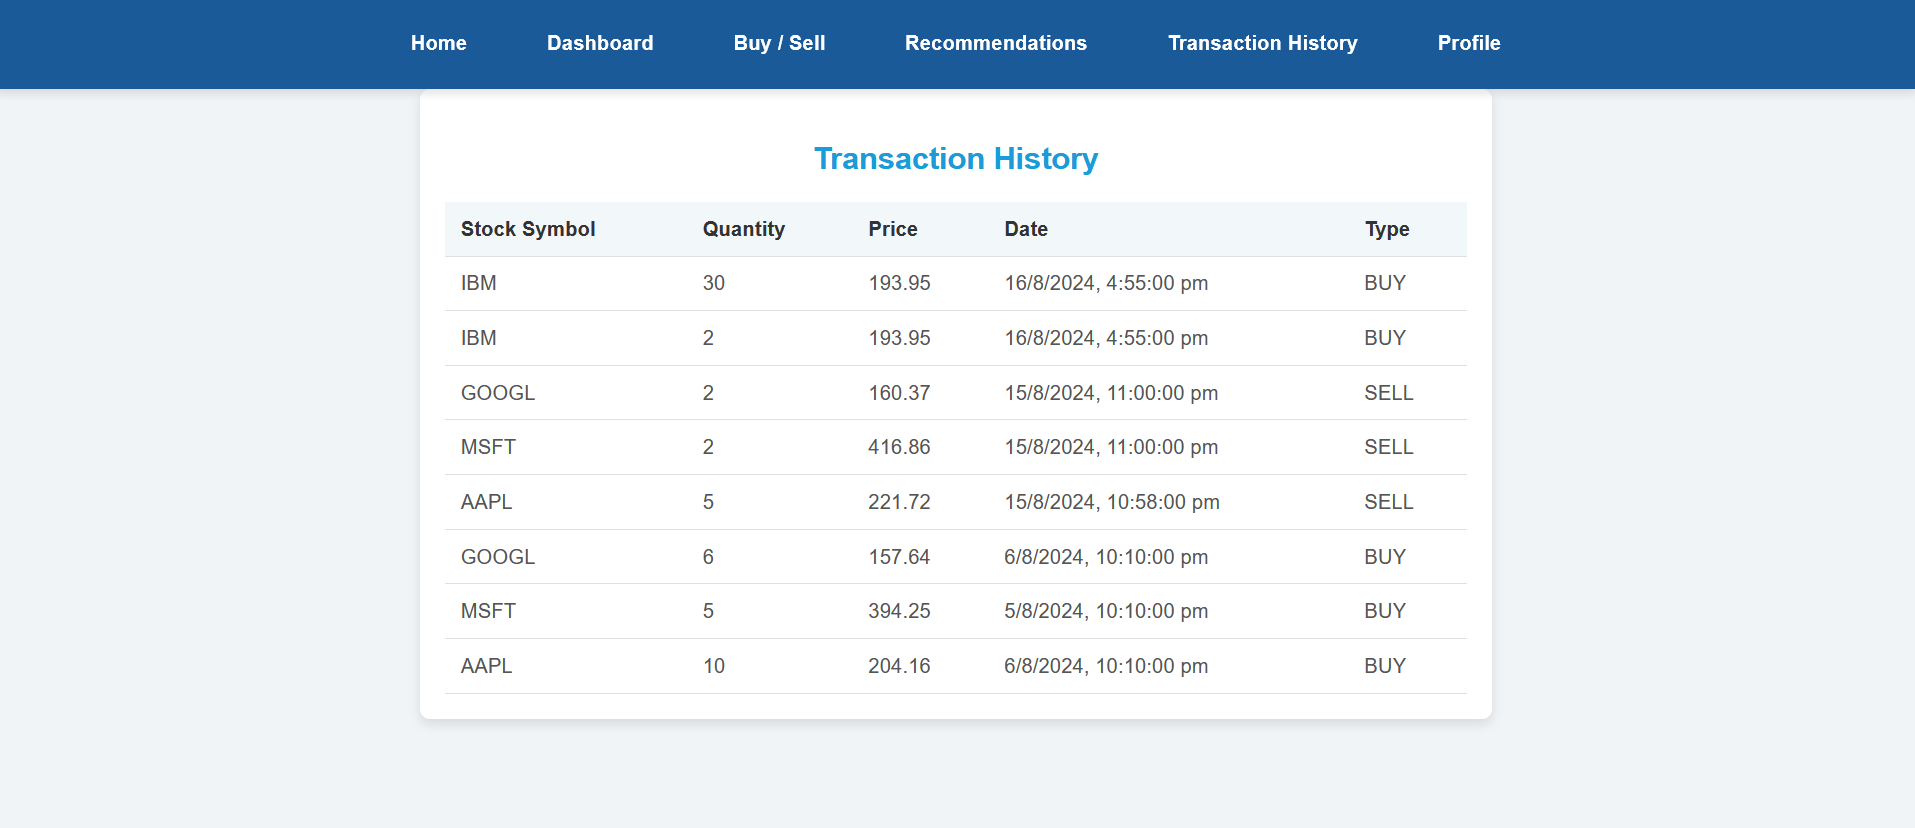 Home Dashboard Buy / Sell Recommendations Transaction History Profile
Transaction History
Stock Symbol Quantity Price Date Type
IBM 30 193.95 16/8/2024, 4:55:00 pm BUY
IBM 2 193.95 16/8/2024, 4:55:00 pm BUY
GOOGL 2 160.37 15/8/2024, 11:00:00 pm SELL
MSFT 2 416.86 15/8/2024, 11:00:00 pm SELL
AAPL 5 221.72 15/8/2024, 10:58:00 pm SELL
GOOGL 6 157.64 6/8/2024, 10:10:00 pm BUY
MSFT 5 394.25 5/8/2024, 10:10:00 pm BUY
AAPL 10 204.16 6/8/2024, 10:10:00 pm BUY